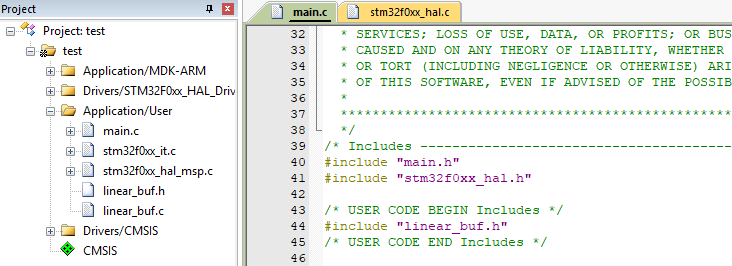 Project
Project: test
test
Application/MDK-ARM
Drivers/STM32F0xx_HAL_Driv
Application/User
main.c
stm32f0xx_it.c
stm32f0xx_hal_msp.c
linear_buf.h
linear_buf.c
Drivers/CMSIS
CMSIS
main.c stm32f0xx_hal.c
32 * SERVICES; LOSS OF USE, DATA, OR PROFITS; OR BUS
33 * CAUSED AND ON ANY THEORY OF LIABILITY, WHETHER
34 * OR TORT (INCLUDING NEGLIGENCE OR OTHERWISE) ARI
35 * OF THIS SOFTWARE, EVEN IF ADVISED OF THE POSSIB
36 *
37 **************************************************
38 */
39 /* Includes ------------------------------------------
40 #include "main.h"
41 #include "stm32f0xx_hal.h"
42
43 /* USER CODE BEGIN Includes */
44 #include "linear_buf.h"
45 /* USER CODE END Includes */
46